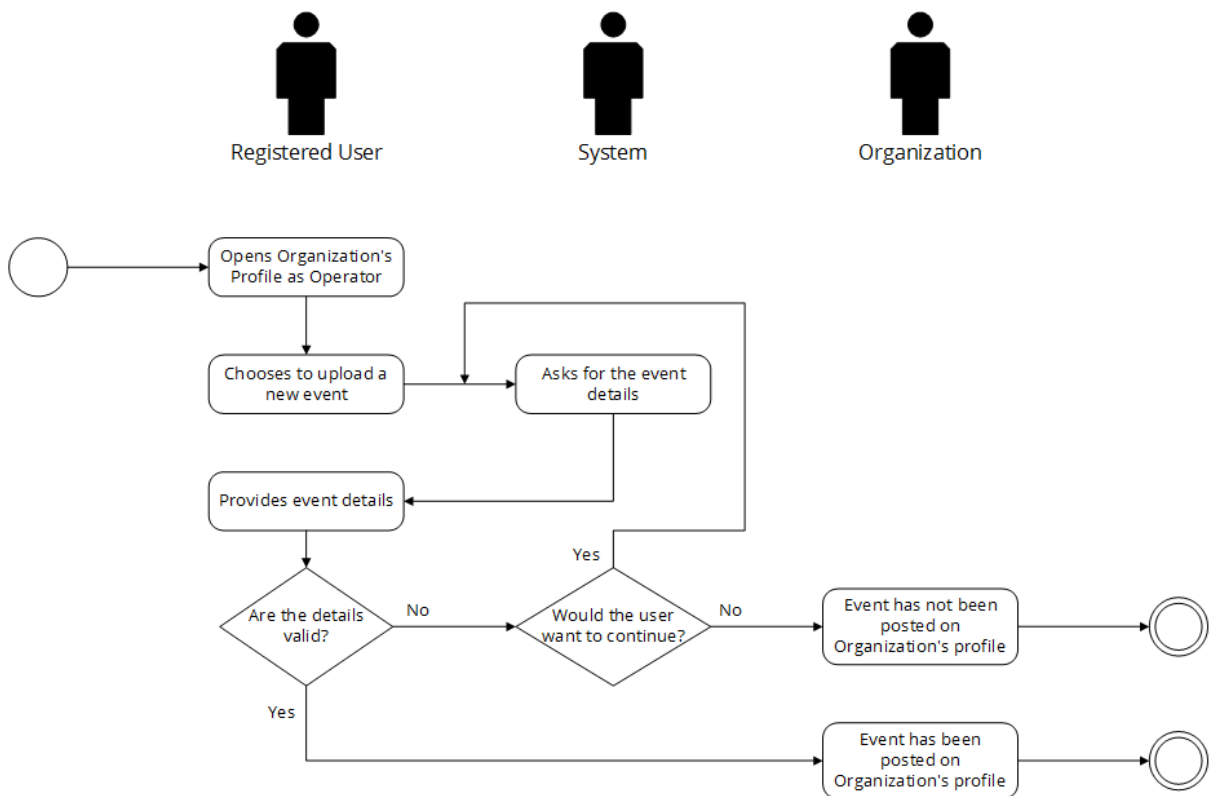 Registered User
System
Organization
Opens Organization's
Profile as Operator
Chooses to upload a
new event
Asks for the event
details
Provides event details
Yes
Are the details
valid?
No
Would the user
want to continue?
No
Event has not been
posted on
Organization's profile
Yes
Event has been
posted on
Organization's profile